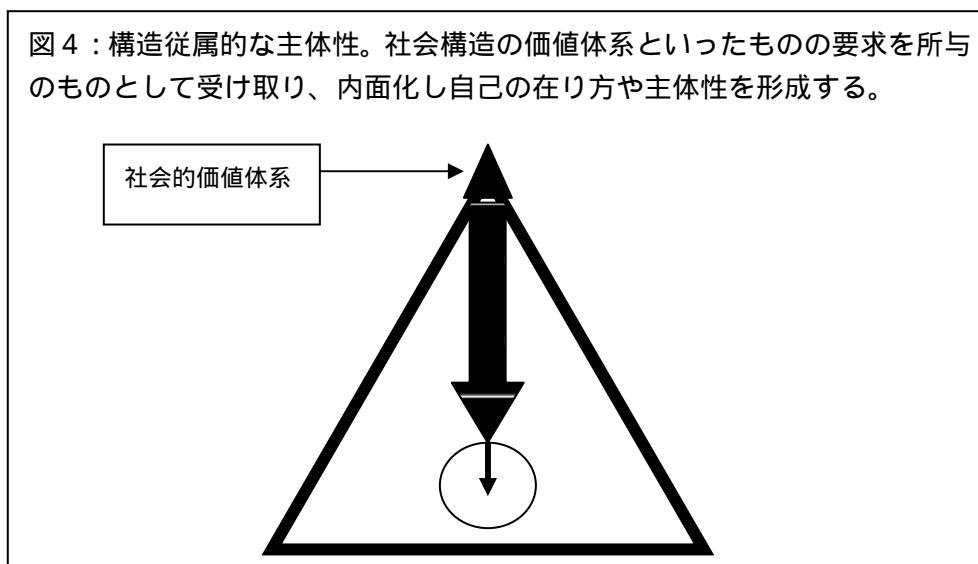 図４：構造従属的な主体性。社会構造の価値体系といったものの要求を所与
のものとして受け取り、内面化し自己の在り方や主体性を形成する。
社会的価値体系